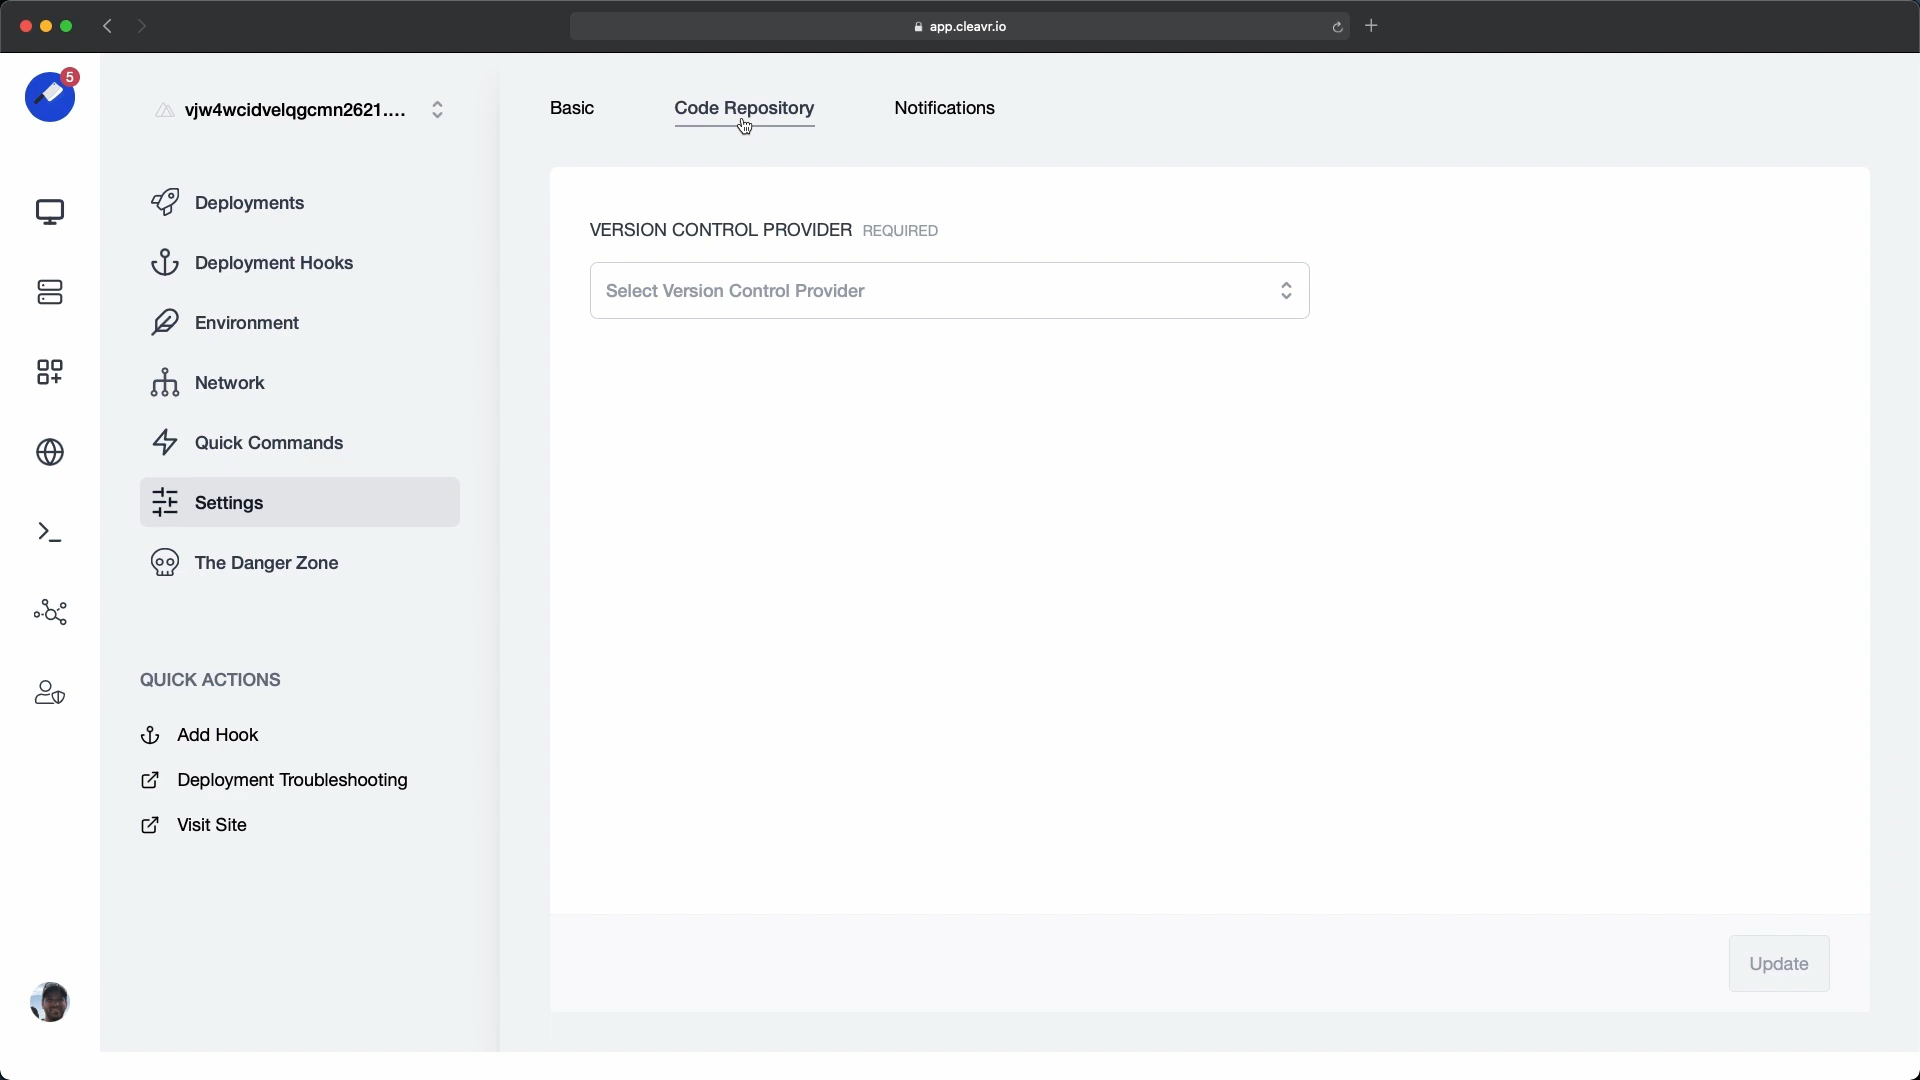 app.cleavr.io
5
vjw4wcidvelqgcmn2621....
Basic
Code Repository
Notifications
Deployments
Deployment Hooks
Environment
Network
Quick Commands
Settings
The Danger Zone
QUICK ACTIONS
Add Hook
Deployment Troubleshooting
Visit Site
VERSION CONTROL PROVIDER REQUIRED
Select Version Control Provider
Update